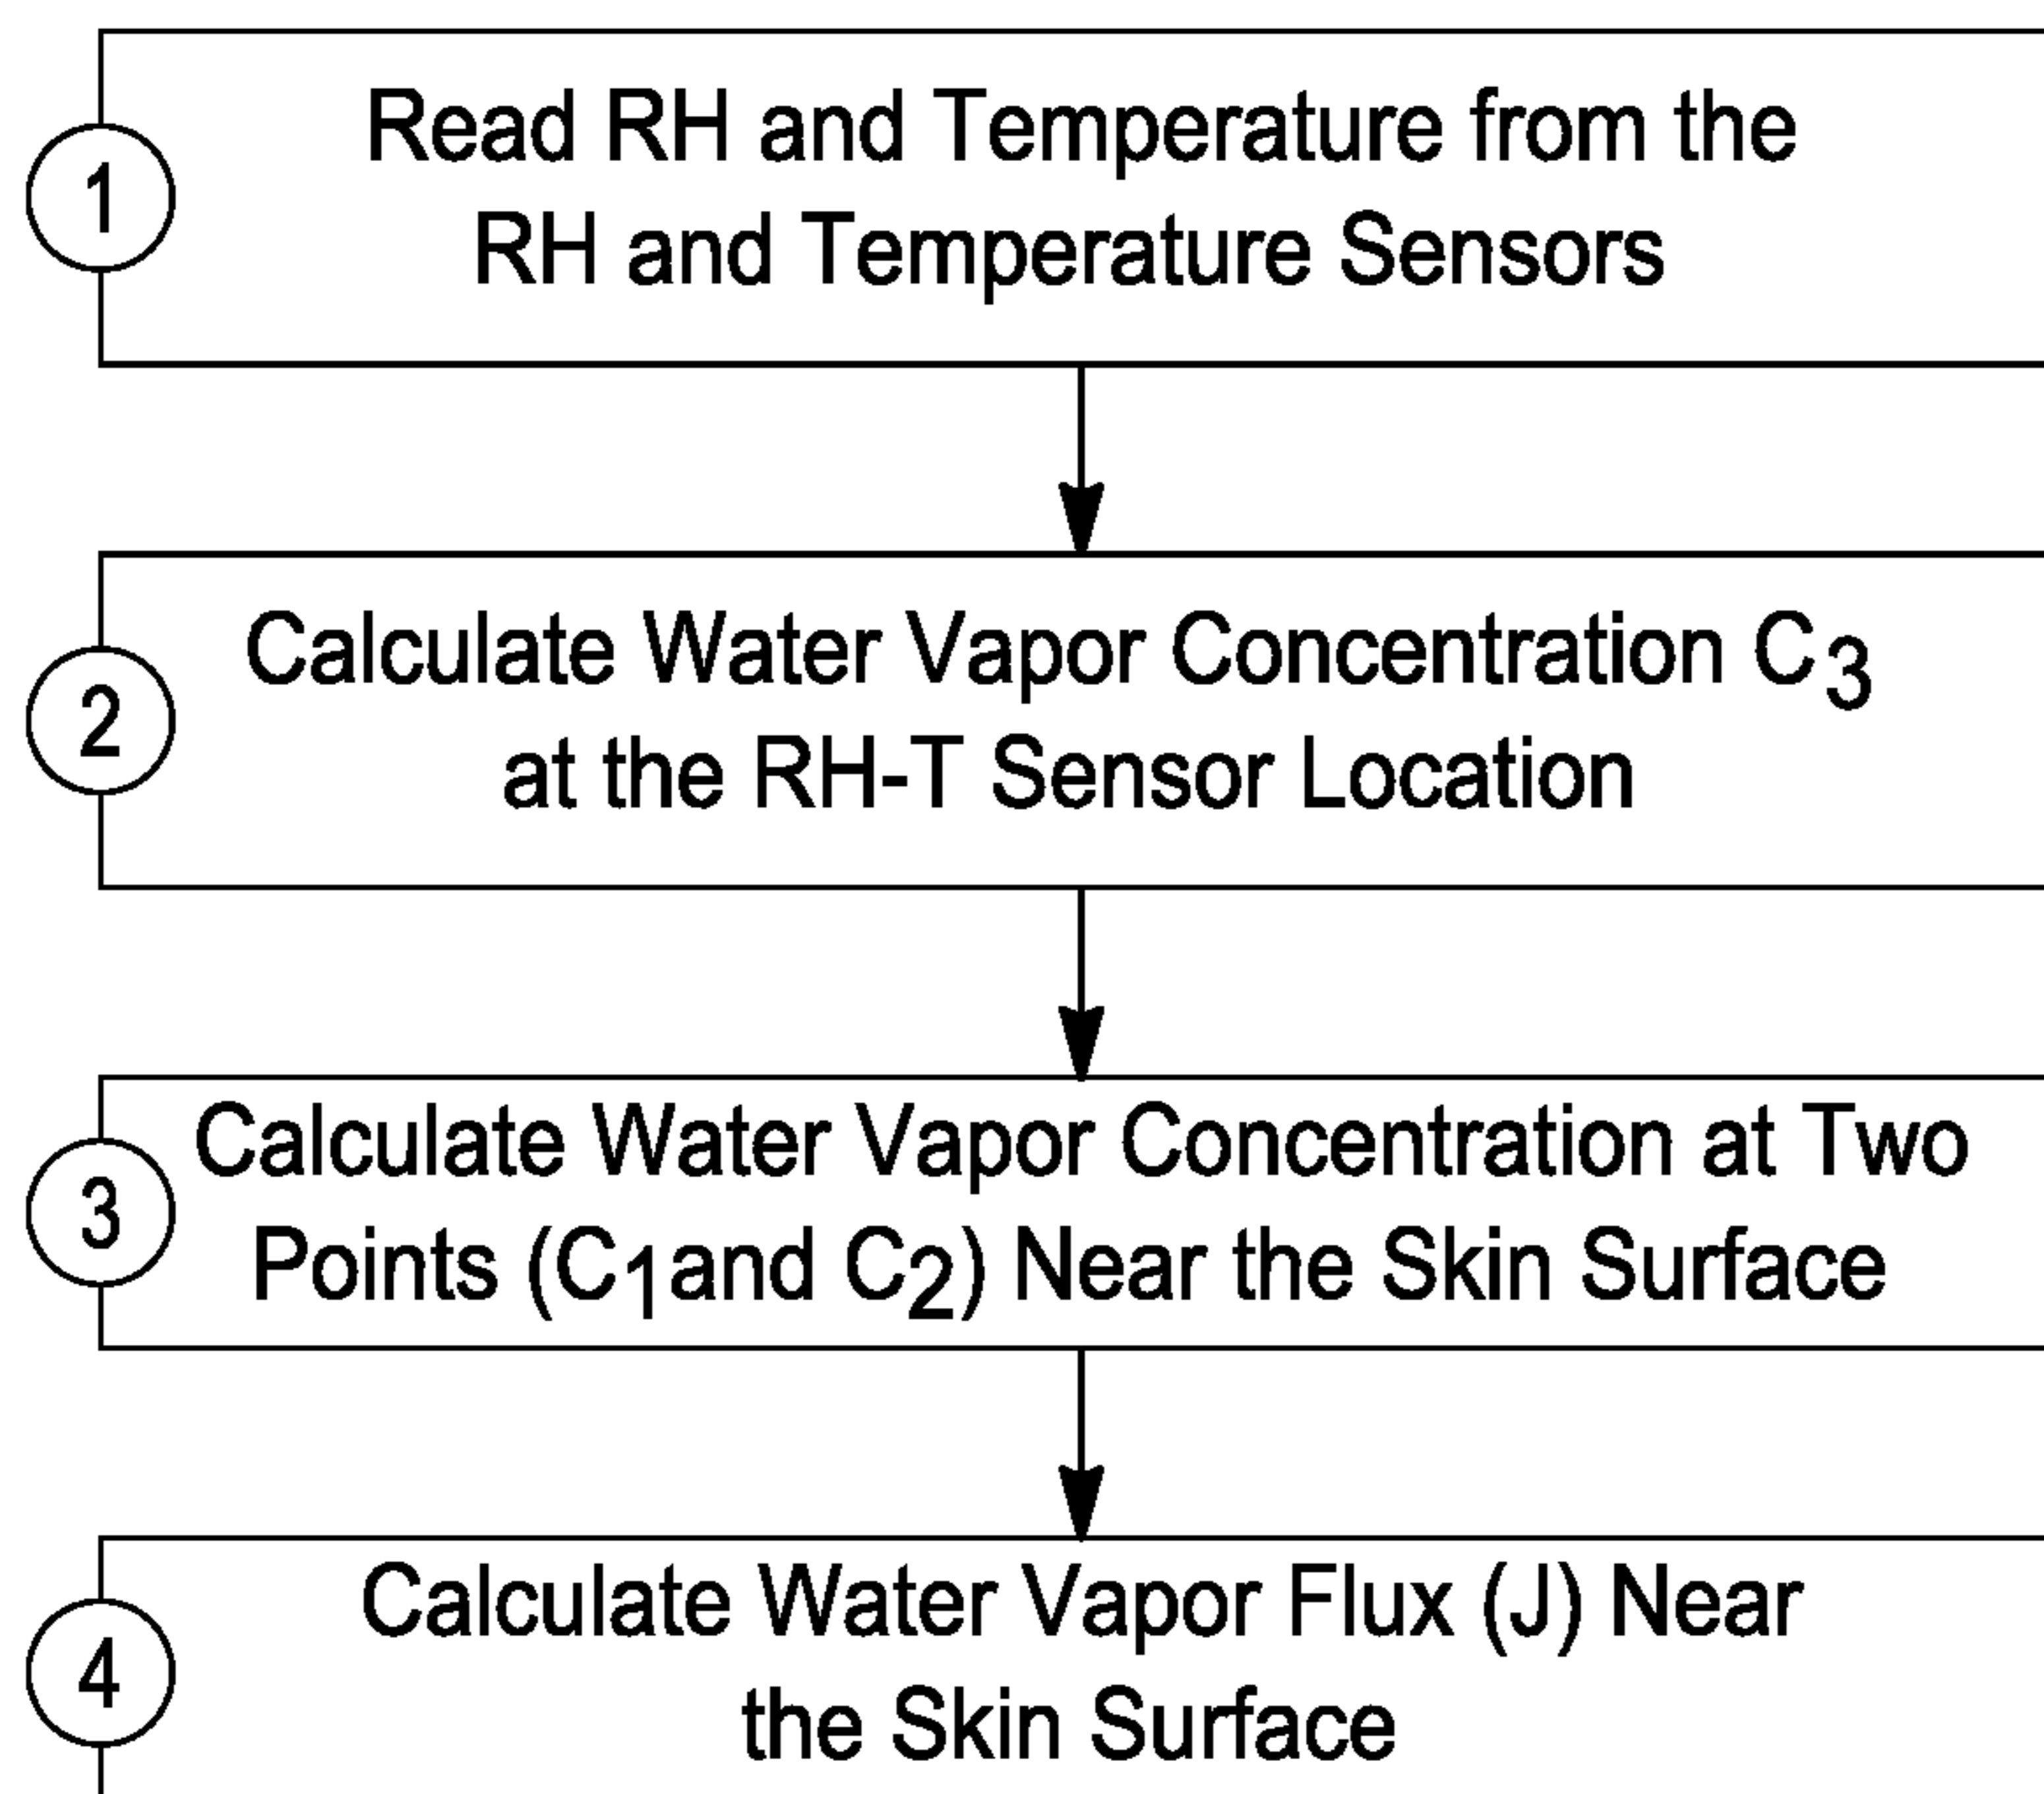 1
Read RH and Temperature from the
RH and Temperature Sensors
2
Calculate Water Vapor Concentration C3
at the RH-T Sensor Location
3
Calculate Water Vapor Concentration at Two
Points (C1and C2) Near the Skin Surface
4
Calculate Water Vapor Flux (J) Near
the Skin Surface